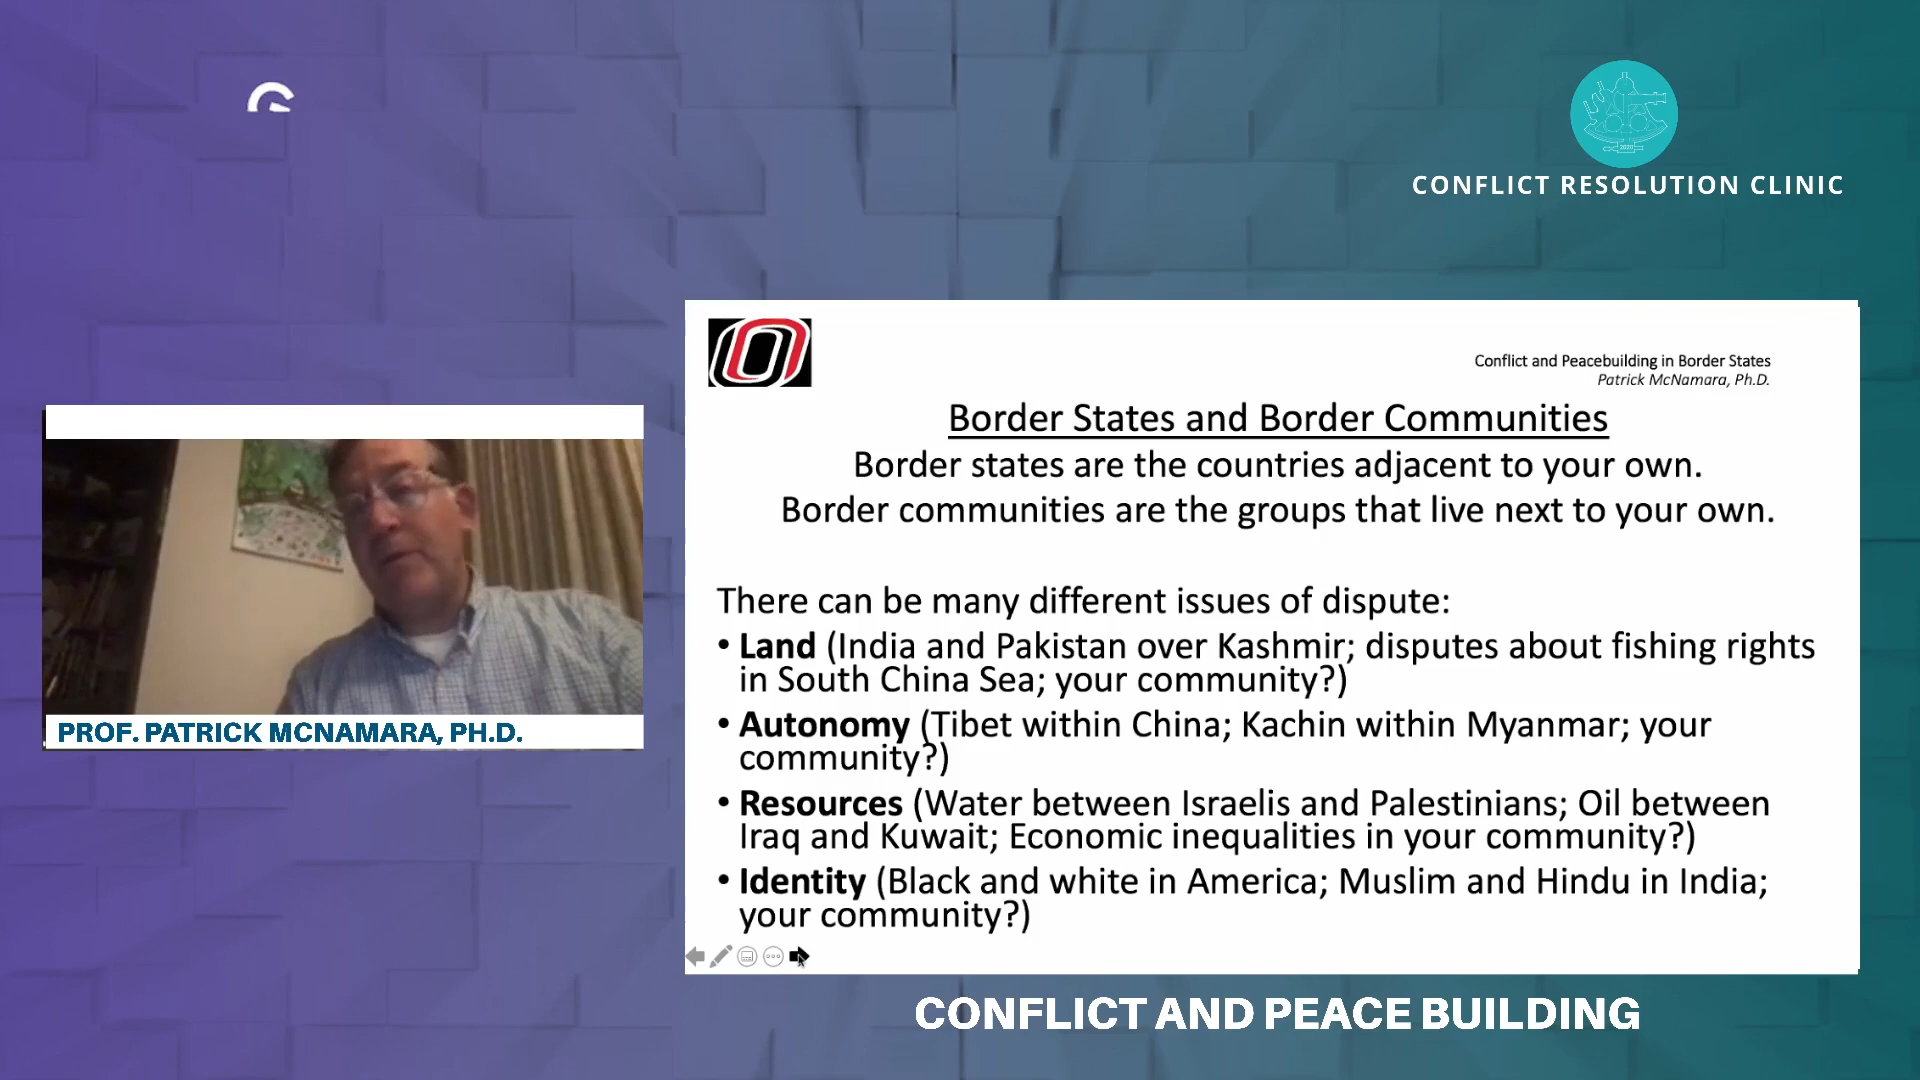 CONFLICT RESOLUTION CLINIC
PROF. PATRICK MCNAMARA, PH.D.
Conflict and Peacebuilding in Border States
Patrick McNamara, Ph.D.
Border States and Border Communities
Border states are the countries adjacent to your own.
Border communities are the groups that live next to your own.
There can be many different issues of dispute:
• Land (India and Pakistan over Kashmir; disputes about fishing rights
in South China Sea; your community?)
• Autonomy (Tibet within China; Kachin within Myanmar; your
community?)
• Resources (Water between Israelis and Palestinians; Oil between
Iraq and Kuwait; Economic inequalities in your community?)
• Identity (Black and white in America; Muslim and Hindu in India;
your community?)
CONFLICT AND PEACE BUILDING